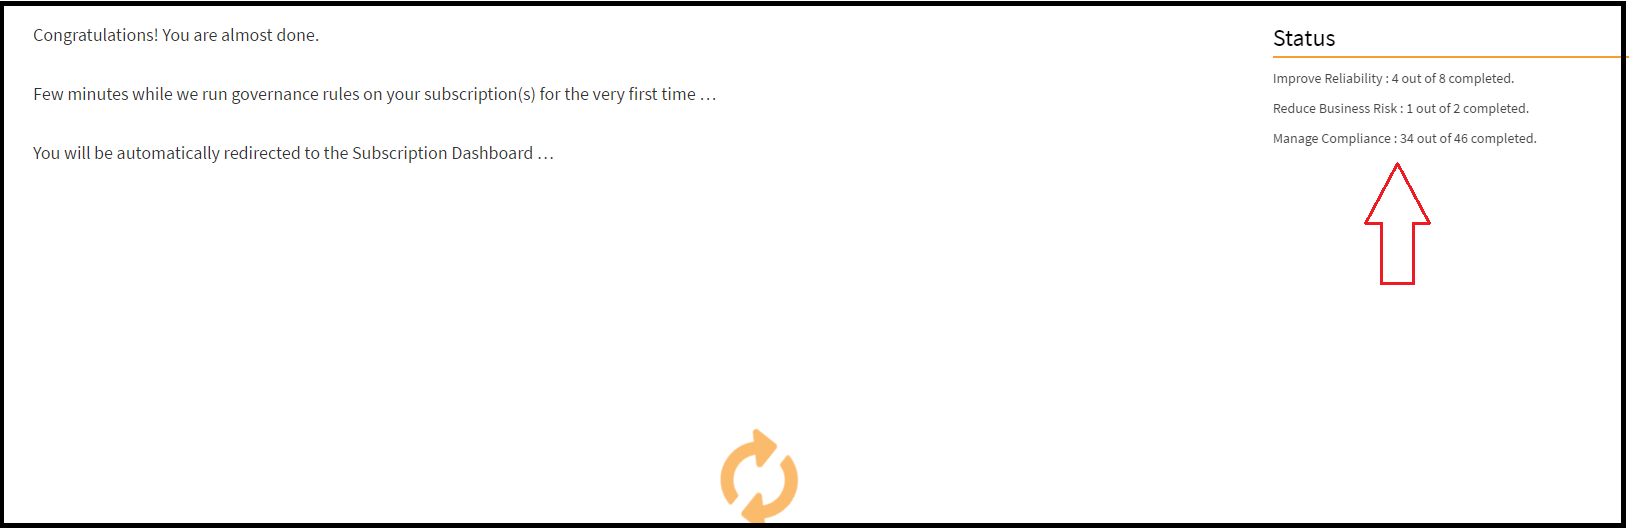 Congratulations! You are almost done.
Few minutes while we run governance rules on your subscription(s) for the very first time …
You will be automatically redirected to the Subscription Dashboard …
Status
Improve Reliability : 4 out of 8 completed.
Reduce Business Risk : 1 out of 2 completed.
Manage Compliance : 34 out of 46 completed.